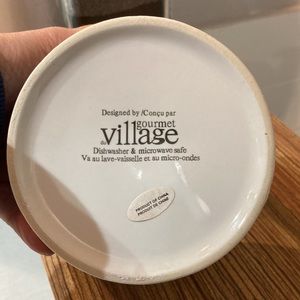 Designed by /Conçu par
gourmet
du
village
Dishwasher & microwave safe
Va au lave-vaisselle et au micro-ondes
PRODUCT OF CHINA
PRODUIT DE CHINE